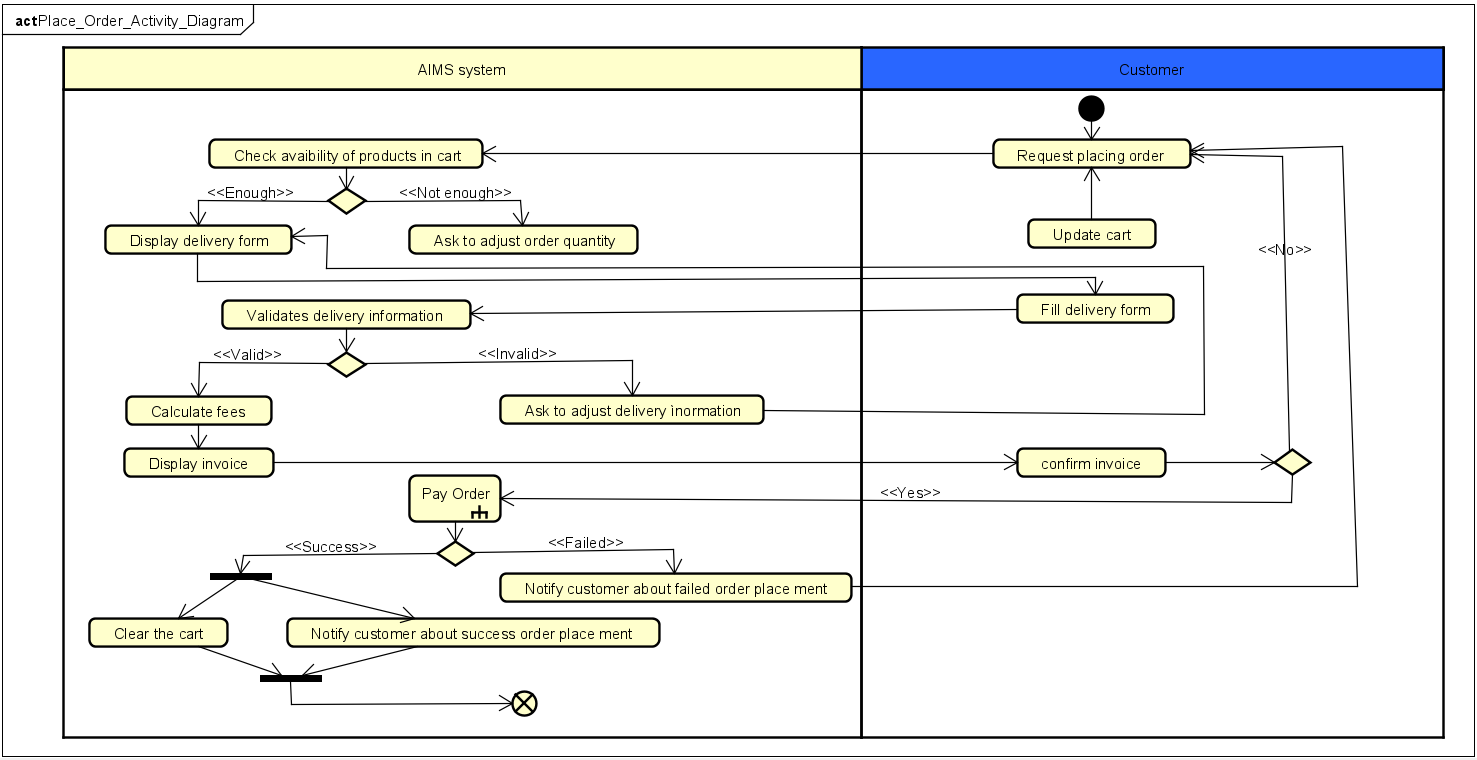 actPlace_Order_Activity_Diagram
AIMS system
Customer
Check avaibility of products in cart
Request placing order
<<Enough>>
<<Not enough>>
Display delivery form
Ask to adjust order quantity
Update cart
<<No>>
Validates delivery information
Fill delivery form
<<Valid>>
<<Invalid>>
Calculate fees
Ask to adjust delivery inormation
Display invoice
confirm invoice
Pay Order
<<Yes>>
<<Success>>
<<Failed>>
Notify customer about failed order place ment
Clear the cart
Notify customer about success order place ment